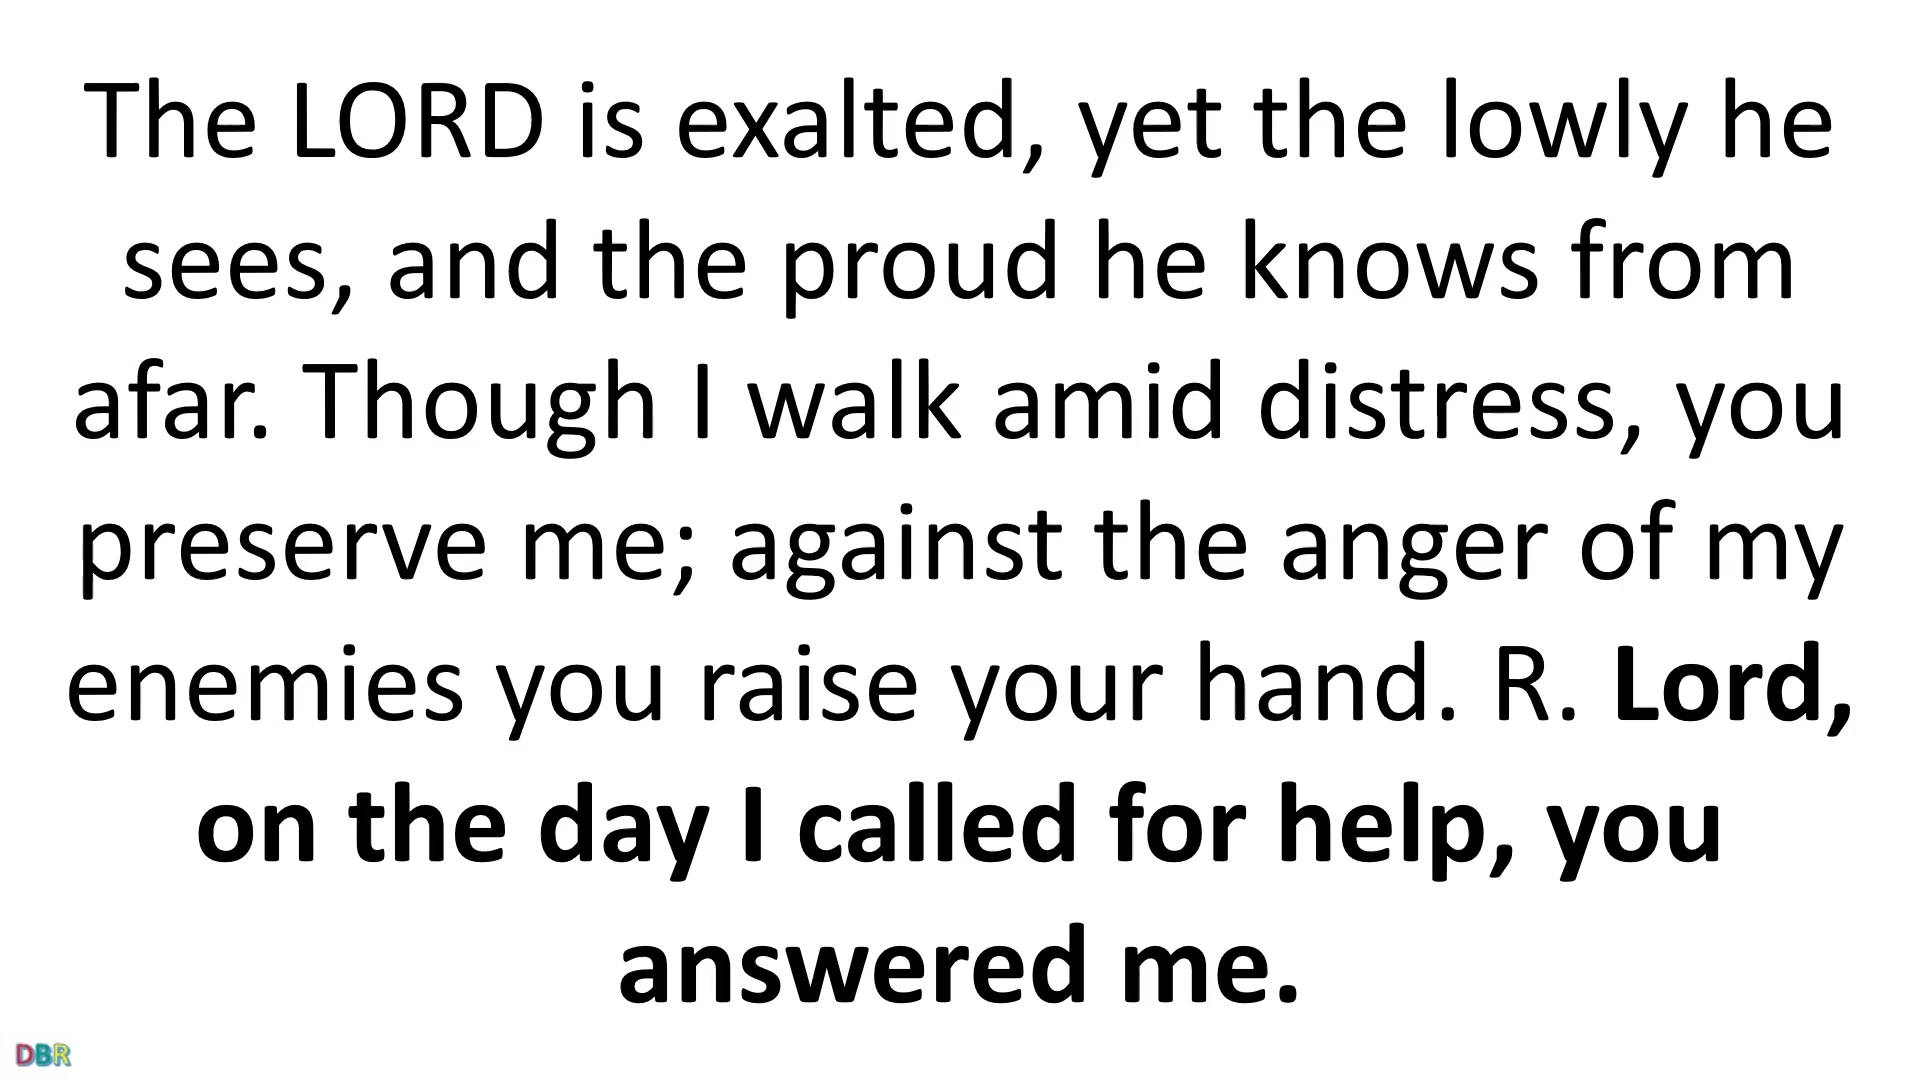 The LORD is exalted, yet the lowly he
sees, and the proud he knows from
afar. Though I walk amid distress, you
preserve me; against the anger of my
enemies you raise your hand. R. Lord,
on the day I called for help, you
answered me.
DBR